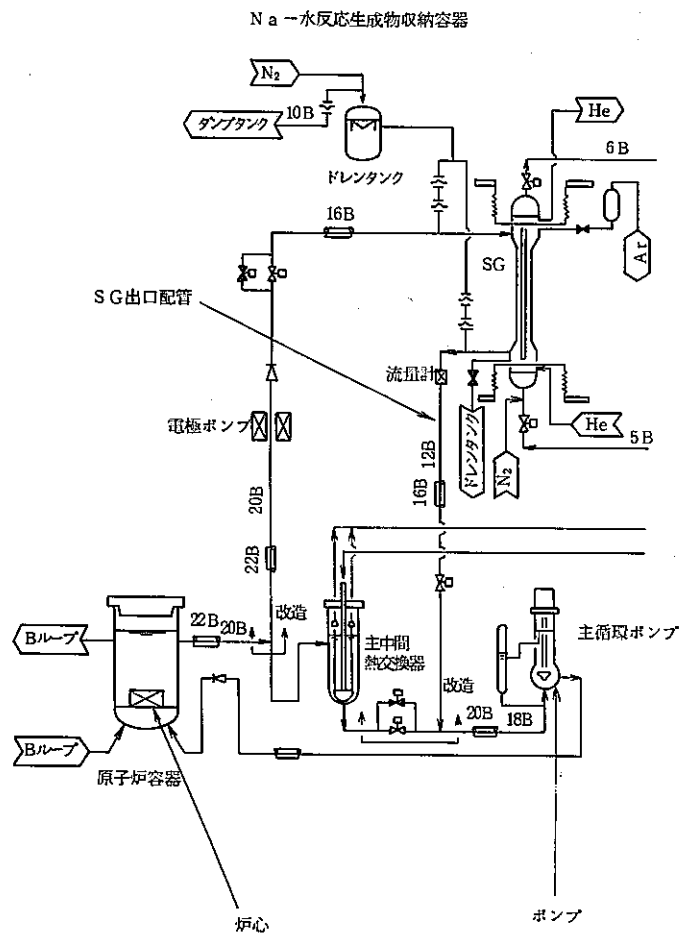 Na-水反応生成物収納容器
N₂
He
10B
ダンプタンク
6B
ドレンタンク
16B
Ar
SG
SG出口配管
流量計
電極ポンプ
He
12B
ドレンタンク
N₂
5B
16B
20B
22B
22B
20B
改造
Bループ
主中間
熱交換器
主循環ポンプ
改造
20B
18B
Bループ
原子炉容器
炉心
ポンプ